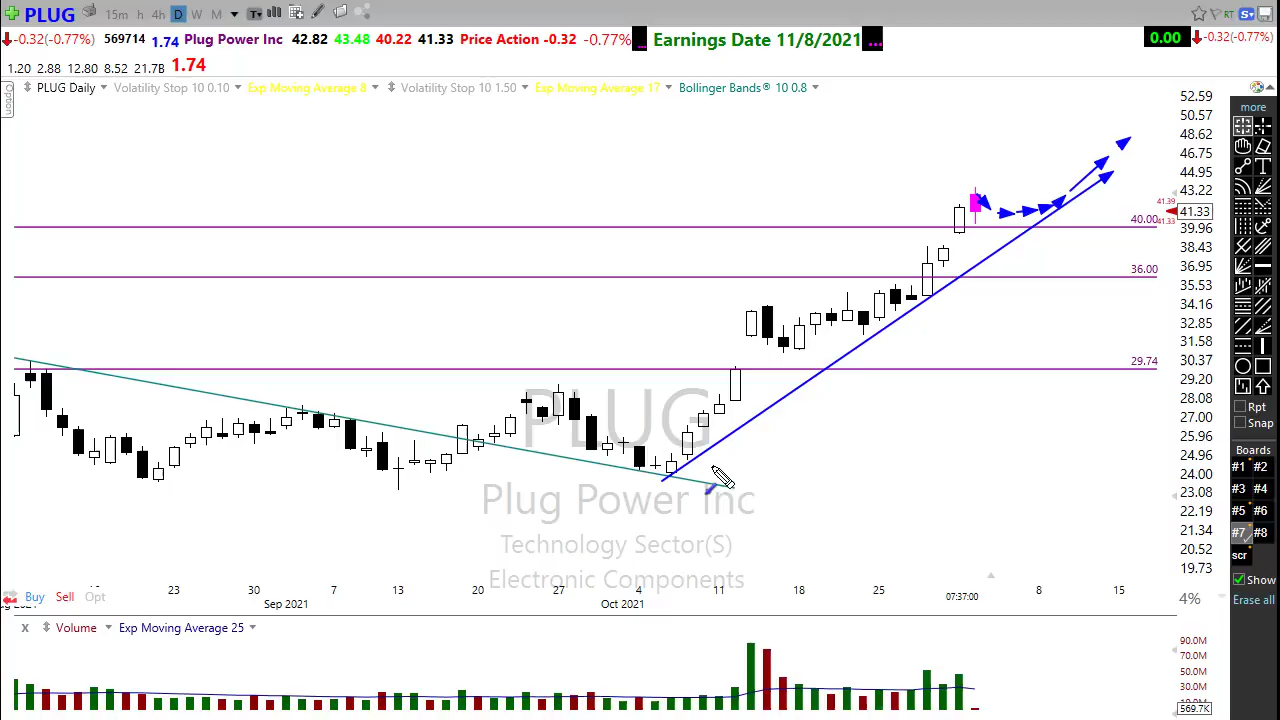 PLUG 15m h 4h D W M T RT S
-0.32(-0.77%) 569714 1.74 Plug Power Inc 42.82 43.48 40.22 41.33 Price Action -0.32 -0.77% ... Earnings Date 11/8/2021 ... 0.00 -0.32(-0.77%)
1.20 2.88 12.80 8.52 21.7B 1.74
Option
PLUG Daily Volatility Stop 10 0.10 Exp Moving Average 8 Volatility Stop 10 1.50 Exp Moving Average 17 Bollinger Bands® 10 0.8
52.59
50.57
48.62
46.75
44.95
43.22
41.39
41.33
41.33
40.00
39.96
38.43
36.95
36.00
35.53
34.16
32.85
31.58
30.37
29.74
29.20
28.08
27.00
25.96
24.96
24.00
23.08
22.19
21.34
20.52
19.73
PLUG
Plug Power Inc
Technology Sector(S)
Electronic Components
23 30 7 13 20 27 4 11 18 25 07:37:00 8 15
Sep 2021 Oct 2021
Buy Sell Opt
4%
X Volume Exp Moving Average 25
90.0M
70.0M
50.0M
30.0M
569.7K
more
Rpt
Snap
Boards
#1 #2
#3 #4
#5 #6
#7 #8
scr
Show
Erase all